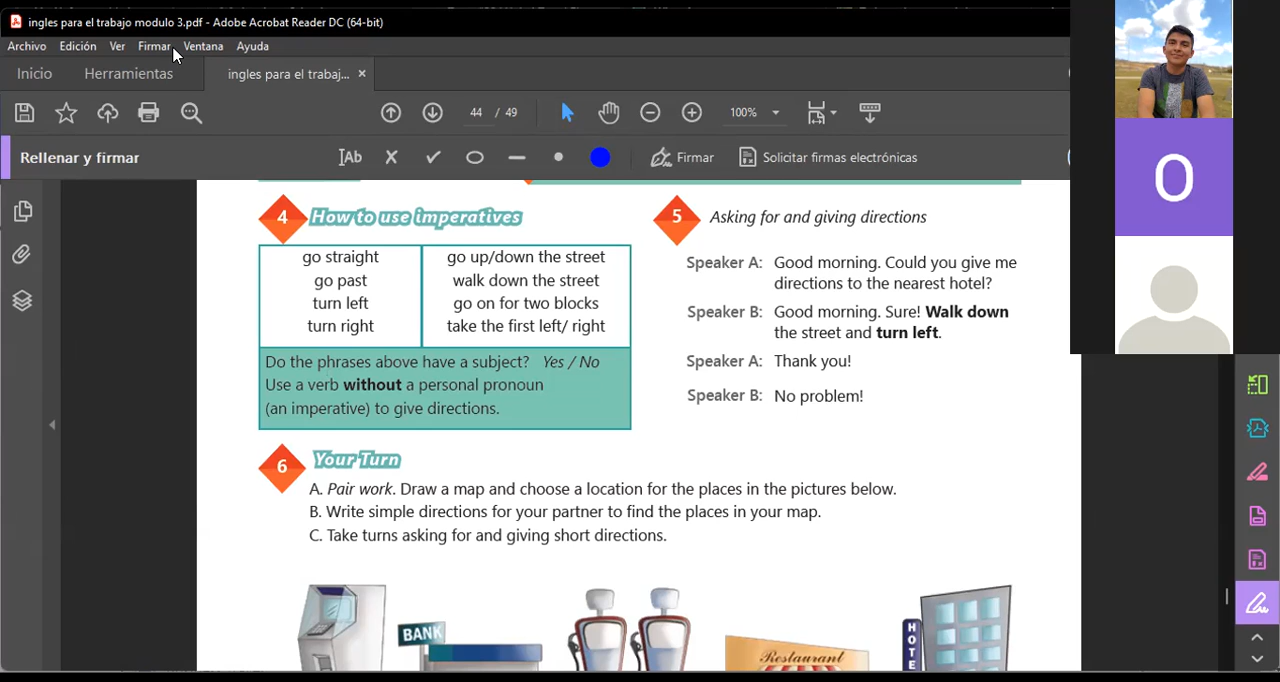 ingles para el trabajo modulo 3.pdf - Adobe Acrobat Reader DC (64-bit)
Archivo Edición Ver Firmar Ventana Ayuda
Inicio Herramientas ingles para el trabaj... ×
44 / 49 100%
Rellenar y firmar Ab Firmar Solicitar firmas electrónicas
O
4 How to use imperatives
go straight
go past
turn left
turn right
go up/down the street
walk down the street
go on for two blocks
take the first left/ right
Do the phrases above have a subject? Yes / No
Use a verb without a personal pronoun
(an imperative) to give directions.
5 Asking for and giving directions
Speaker A: Good morning. Could you give me
directions to the nearest hotel?
Speaker B: Good morning. Sure! Walk down
the street and turn left.
Speaker A: Thank you!
Speaker B: No problem!
6 Your Turn
A. Pair work. Draw a map and choose a location for the places in the pictures below.
B. Write simple directions for your partner to find the places in your map.
C. Take turns asking for and giving short directions.
BANK
Restaurant
HOTE